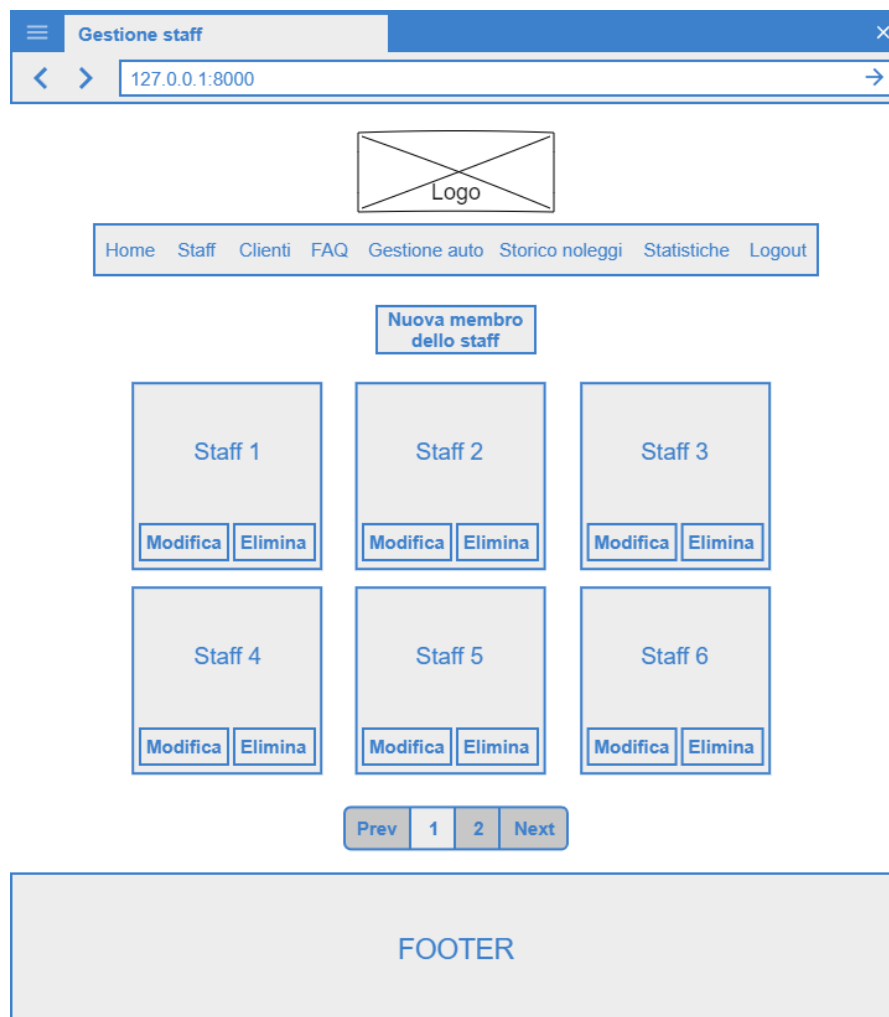 Gestione staff
127.0.0.1:8000
Logo
Home Staff Clienti FAQ Gestione auto Storico noleggi Statistiche Logout
Nuova membro
dello staff
Staff 1 Staff 2 Staff 3
Modifica Elimina Modifica Elimina Modifica Elimina
Staff 4 Staff 5 Staff 6
Modifica Elimina Modifica Elimina Modifica Elimina
Prev 1 2 Next
FOOTER